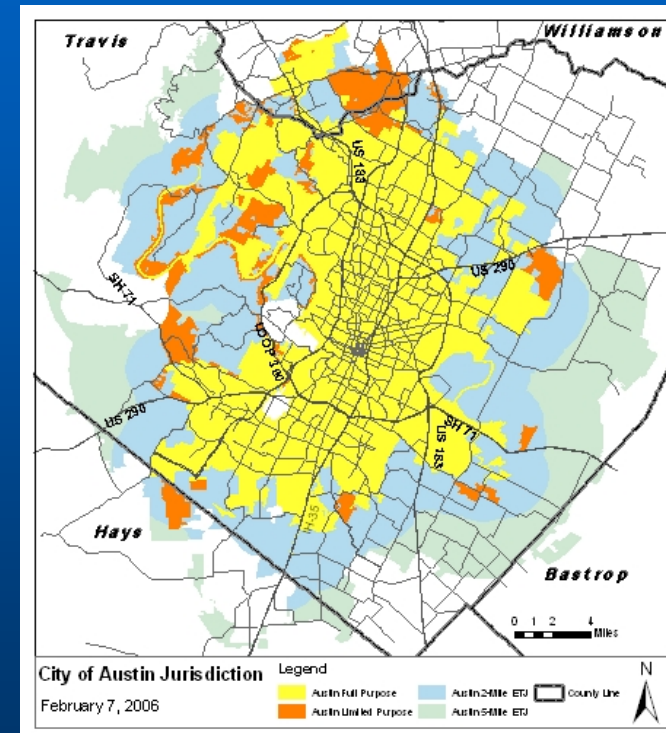 Travis
Williamson
US 183
US 290
SH 71
LOOP 360
US 290
SH 71
US 183
IH-35
Hays
Bastrop
0 1 2 4
Miles
City of Austin Jurisdiction
February 7, 2006
Legend
Austin Full Purpose
Austin 2-Mile ETJ
County Line
Austin Limited Purpose
Austin 5-Mile ETJ
N